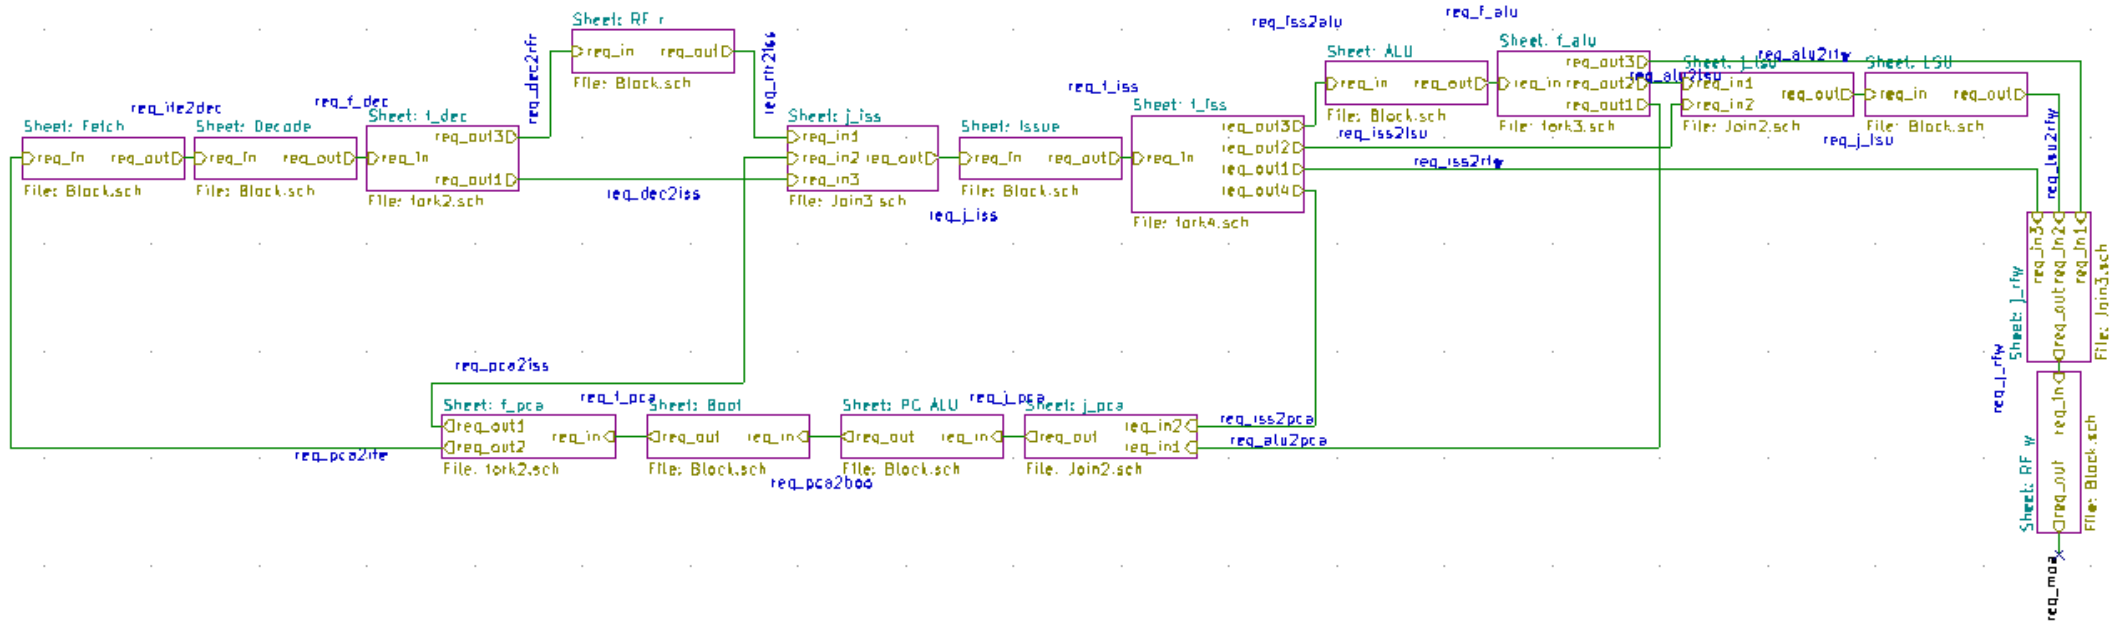 req_ife2dec
Sheet: Fetch
req_in
req_out
File: Block.sch
Sheet: Decode
req_in
req_out
File: Block.sch
req_f_dec
Sheet: f_dec
req_in
req_out3
req_out1
File: fork2.sch
req_dec2rfr
Sheet: RF_r
req_in
req_out
File: Block.sch
req_rfr2iss
req_dec2iss
Sheet: j_iss
req_in1
req_in2
req_out
req_in3
File: Join3.sch
req_j_iss
Sheet: Issue
req_in
req_out
File: Block.sch
req_f_iss
Sheet: f_iss
req_in
req_out3
req_out2
req_out1
req_out4
File: fork4.sch
req_iss2alu
Sheet: ALU
req_in
req_out
File: Block.sch
req_iss2lsu
req_iss2rfw
req_f_alu
Sheet: f_alu
req_out3
req_in
req_out2
req_out1
File: fork3.sch
req_alu2rfw
req_alu2lsu
Sheet: j_lsu
req_in1
req_in2
req_out
File: Join2.sch
req_j_lsu
Sheet: LSU
req_in
req_out
File: Block.sch
req_lsu2rfw
Sheet: j_rfw
req_in3
req_in2
req_in1
req_out
File: Join3.sch
req_j_rfw
Sheet: RF_w
req_in
req_out
File: Block.sch
req_pca2iss
Sheet: f_pca
req_out1
req_out2
req_in
File: fork2.sch
req_pca2ife
req_f_pca
Sheet: Boot
req_out
req_in
File: Block.sch
req_pca2boo
Sheet: PC_ALU
req_out
req_in
File: Block.sch
req_j_pca
Sheet: j_pca
req_out
req_in2
req_in1
File: Join2.sch
req_iss2pca
req_alu2pca